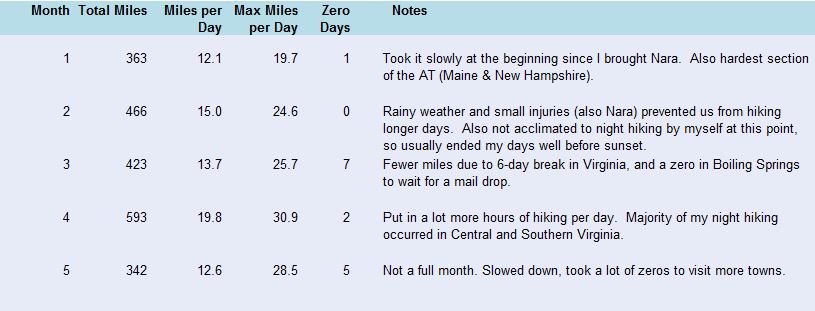 Month Total Miles Miles per Day Max Miles per Day Zero Days Notes
1 363 12.1 19.7 1 Took it slowly at the beginning since I brought Nara. Also hardest section
of the AT (Maine & New Hampshire).
2 466 15.0 24.6 0 Rainy weather and small injuries (also Nara) prevented us from hiking
longer days. Also not acclimated to night hiking by myself at this point,
so usually ended my days well before sunset.
3 423 13.7 25.7 7 Fewer miles due to 6-day break in Virginia, and a zero in Boiling Springs
to wait for a mail drop.
4 593 19.8 30.9 2 Put in a lot more hours of hiking per day. Majority of my night hiking
occurred in Central and Southern Virginia.
5 342 12.6 28.5 5 Not a full month. Slowed down, took a lot of zeros to visit more towns.